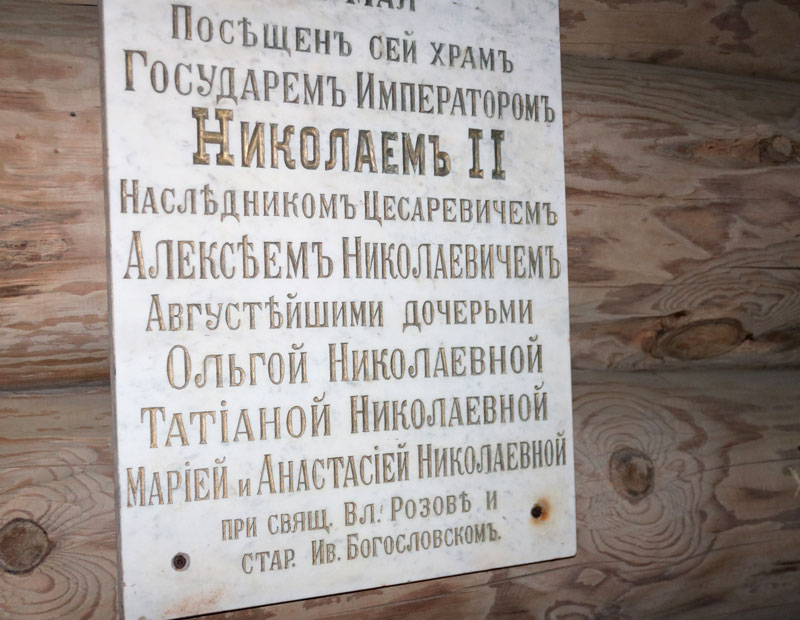 МАЯ
Посѣщенъ сей храмъ
Государемъ Императоромъ
Николаемъ II
Наслѣдникомъ Цесаревичемъ
Алексѣемъ Николаевичемъ
Августѣйшими дочерьми
Ольгой Николаевной
Татіаной Николаевной
Маріей и Анастасіей Николаевной
при свящ. Вл. Розовѣ и
стар. Ив. Богословскомъ.